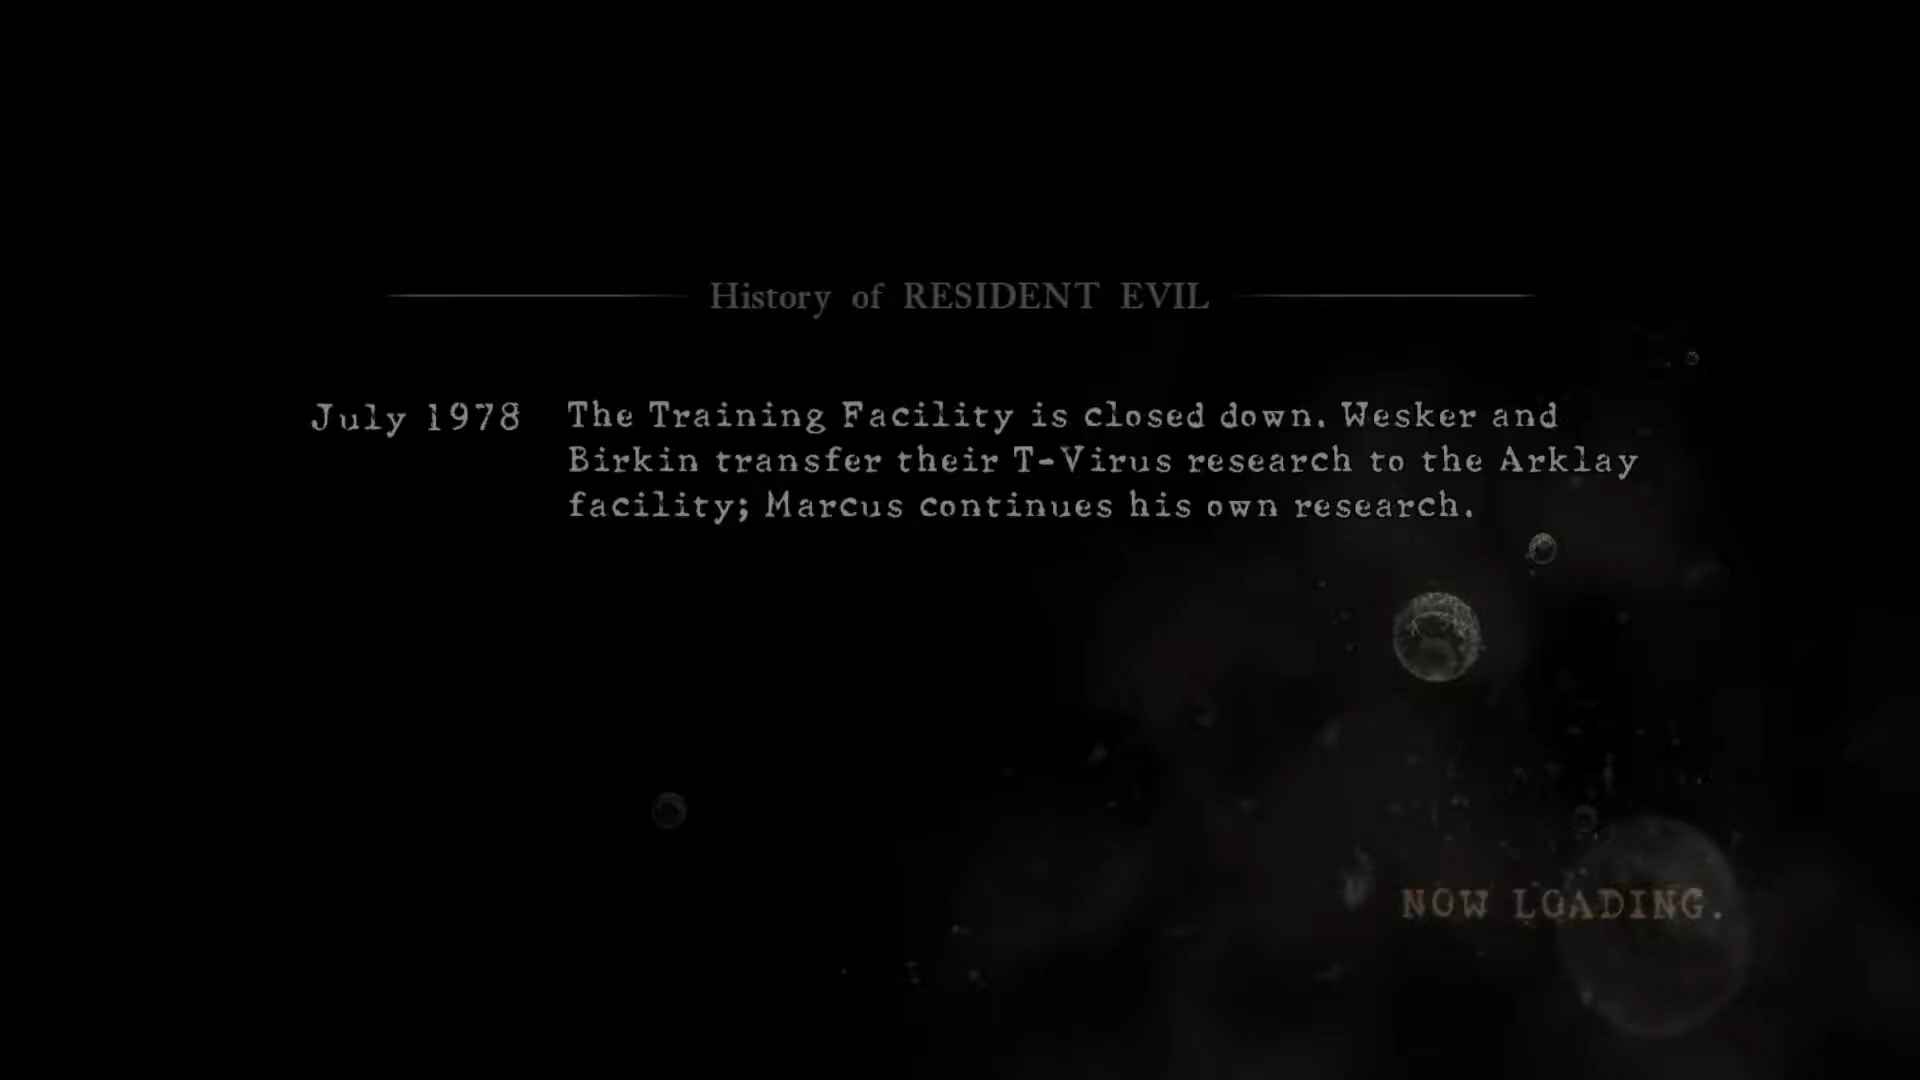 History of RESIDENT EVIL
July 1978 The Training Facility is closed down. Wesker and
Birkin transfer their T-Virus research to the Arklay
facility; Marcus continues his own research.
NOW LOADING.